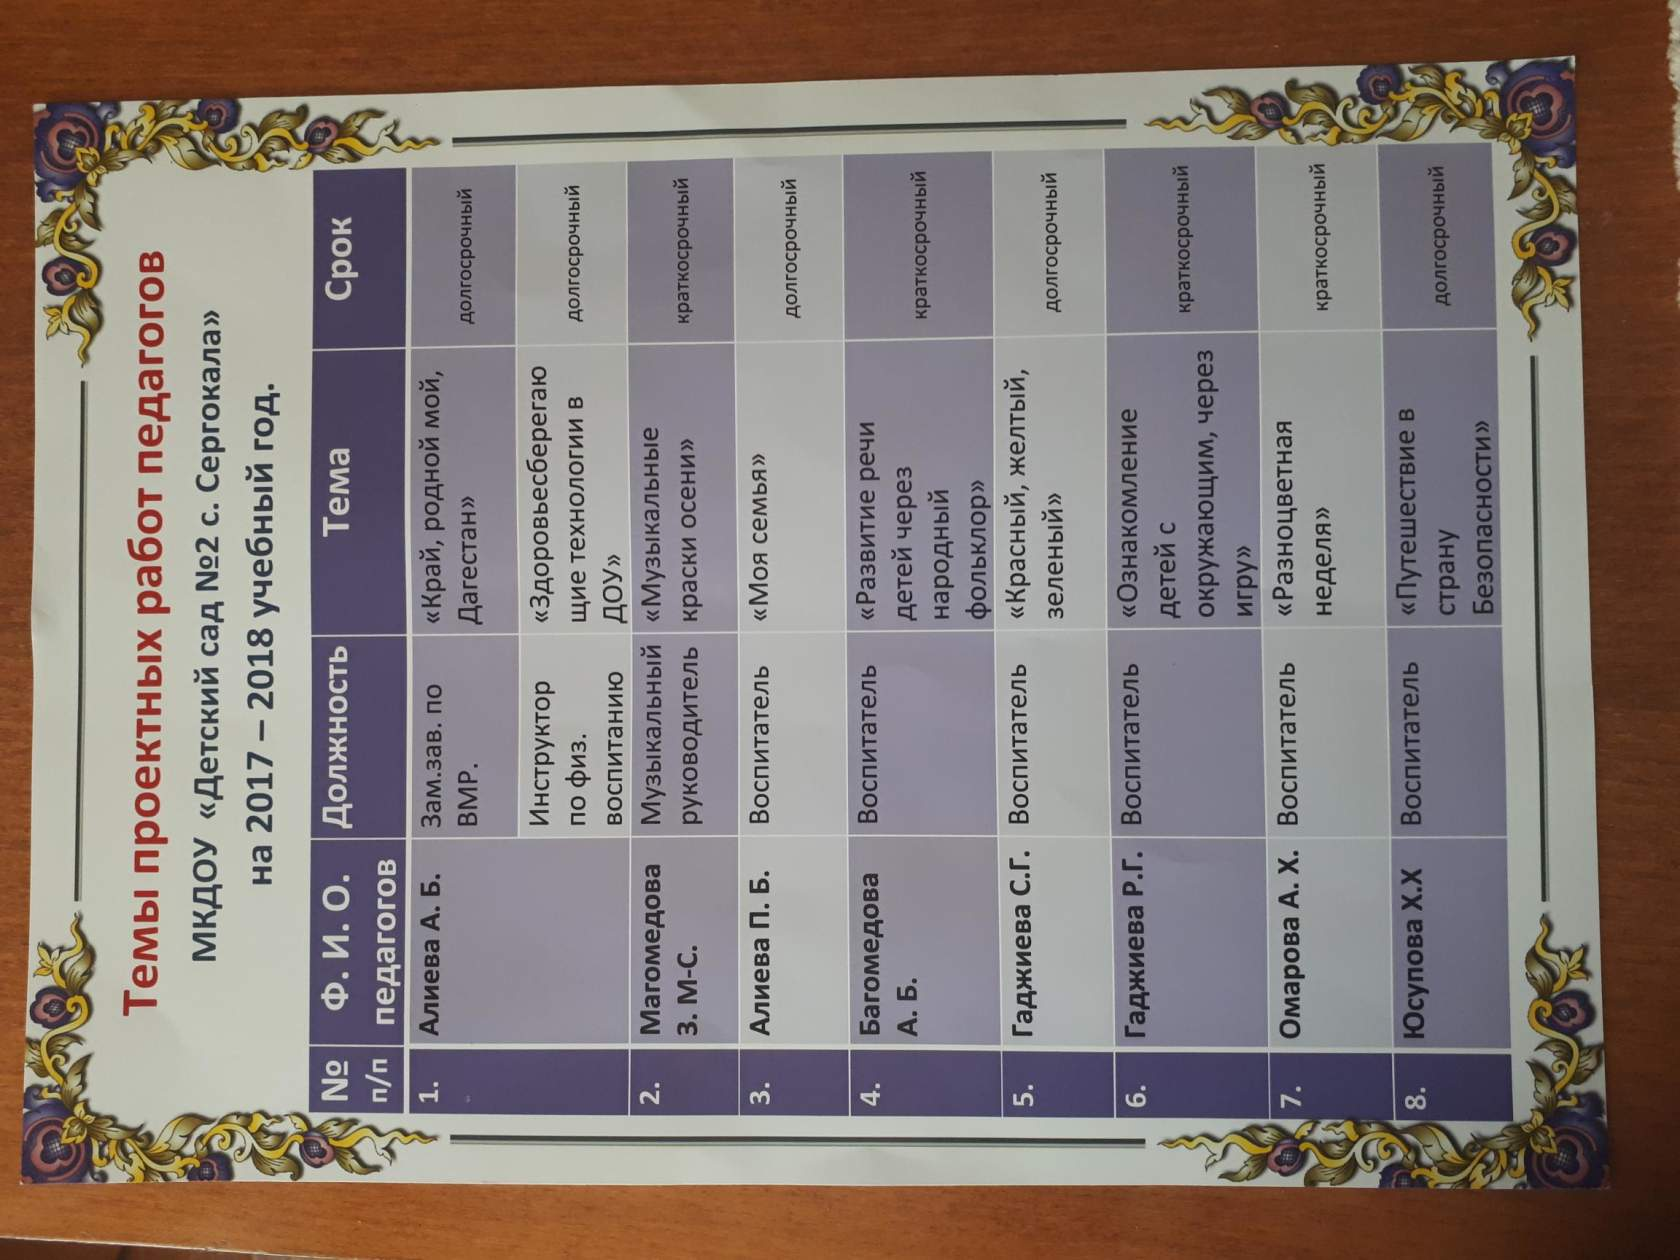 Темы проектных работ педагогов
МКДОУ «Детский сад №2 с. Сергокала»
на 2017 – 2018 учебный год.
№ п/п
Ф. И. О. педагогов
Должность
Тема
Срок
1.
Алиева А. Б.
Зам.зав. по
ВМР.
«Край, родной мой,
Дагестан»
долгосрочный
Инструктор
по физ.
воспитанию
«Здоровьесберегаю
щие технологии в
ДОУ»
долгосрочный
2.
Магомедова
З. М-С.
Музыкальный
руководитель
«Музыкальные
краски осени»
краткосрочный
3.
Алиева П. Б.
Воспитатель
«Моя семья»
долгосрочный
4.
Багомедова
А. Б.
Воспитатель
«Развитие речи
детей через
народный
фольклор»
краткосрочный
5.
Гаджиева С.Г.
Воспитатель
«Красный, желтый,
зеленый»
долгосрочный
6.
Гаджиева Р.Г.
Воспитатель
«Ознакомление
детей с
окружающим, через
игру»
краткосрочный
7.
Омарова А. Х.
Воспитатель
«Разноцветная
неделя»
краткосрочный
8.
Юсупова Х.Х
Воспитатель
«Путешествие в
страну
Безопасности»
долгосрочный